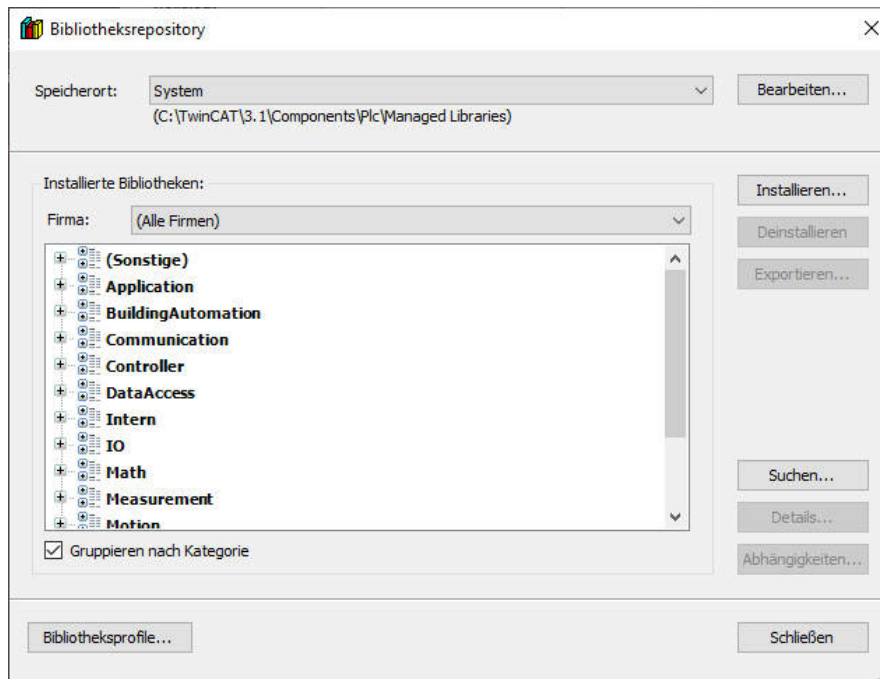 Bibliotheksrepository
Speicherort: System Bearbeiten...
(C:\TwinCAT\3.1\Components\Plc\Managed Libraries)
Installierte Bibliotheken:
Installieren...
Firma: (Alle Firmen)
Deinstallieren
(Sonstige)
Exportieren...
Application
BuildingAutomation
Communication
Controller
DataAccess
Intern
IO
Math
Suchen...
Measurement
Motion
Details...
Gruppieren nach Kategorie
Abhängigkeiten...
Bibliotheksprofile... Schließen